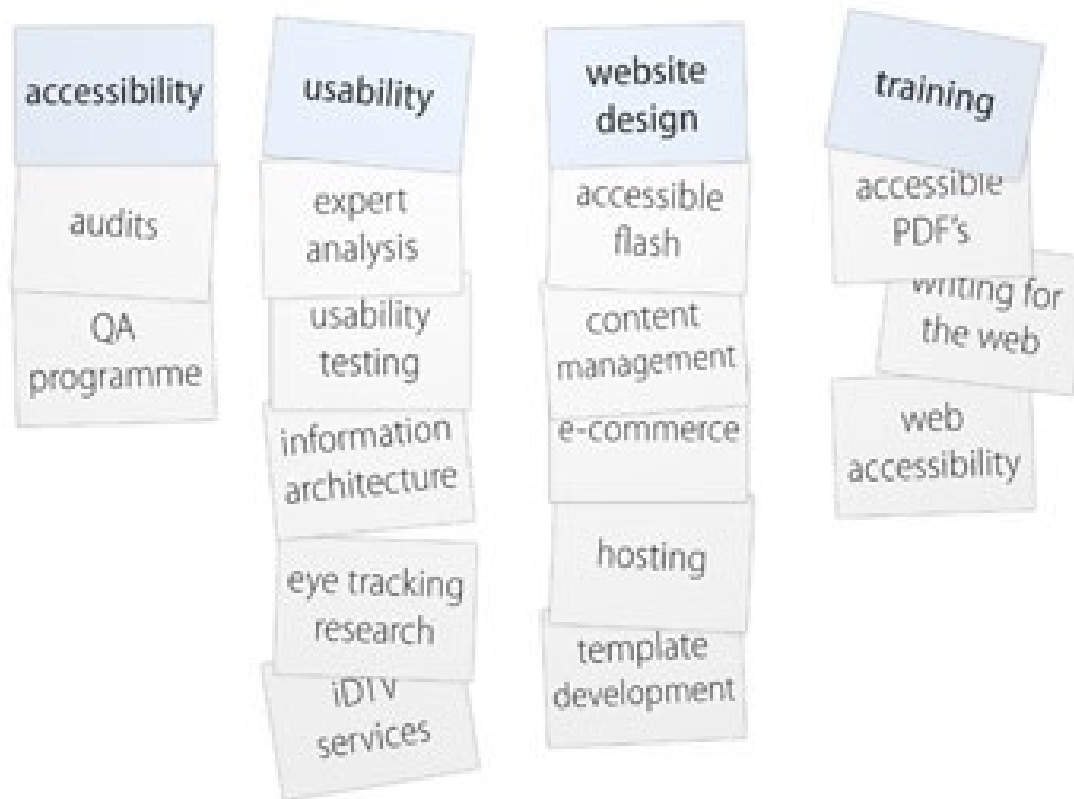 accessibility
audits
QA
programme
usability
expert
analysis
usability
testing
information
architecture
eye tracking
research
iDTV
services
website
design
accessible
flash
content
management
e-commerce
hosting
template
development
training
accessible
PDF's
writing for
the web
web
accessibility